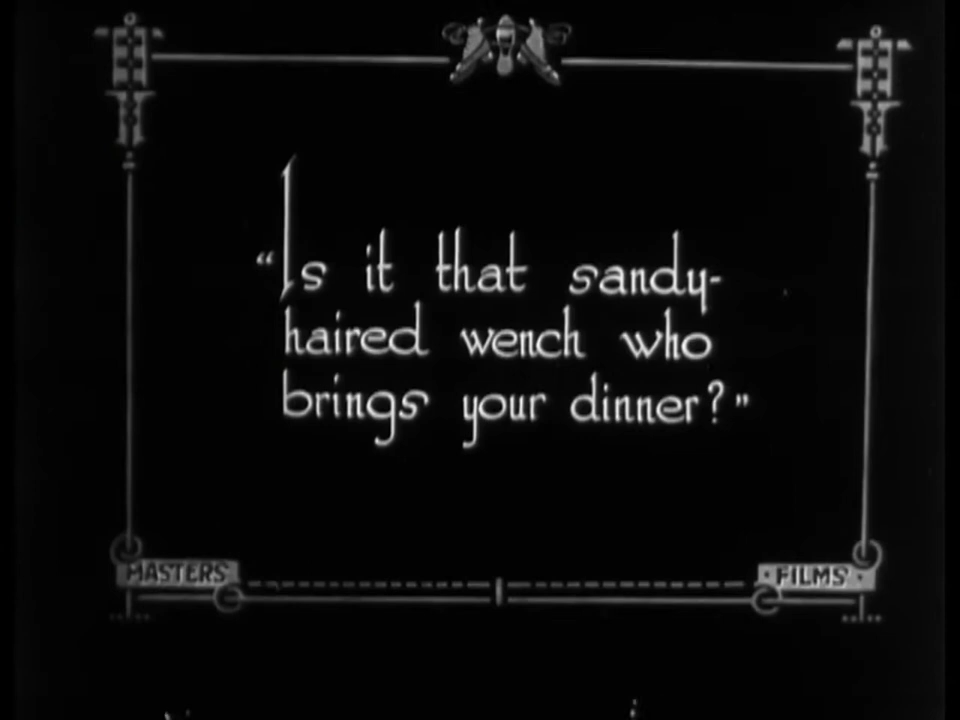 “Is it that sandy-
haired wench who
brings your dinner?”
MASTERS
FILMS